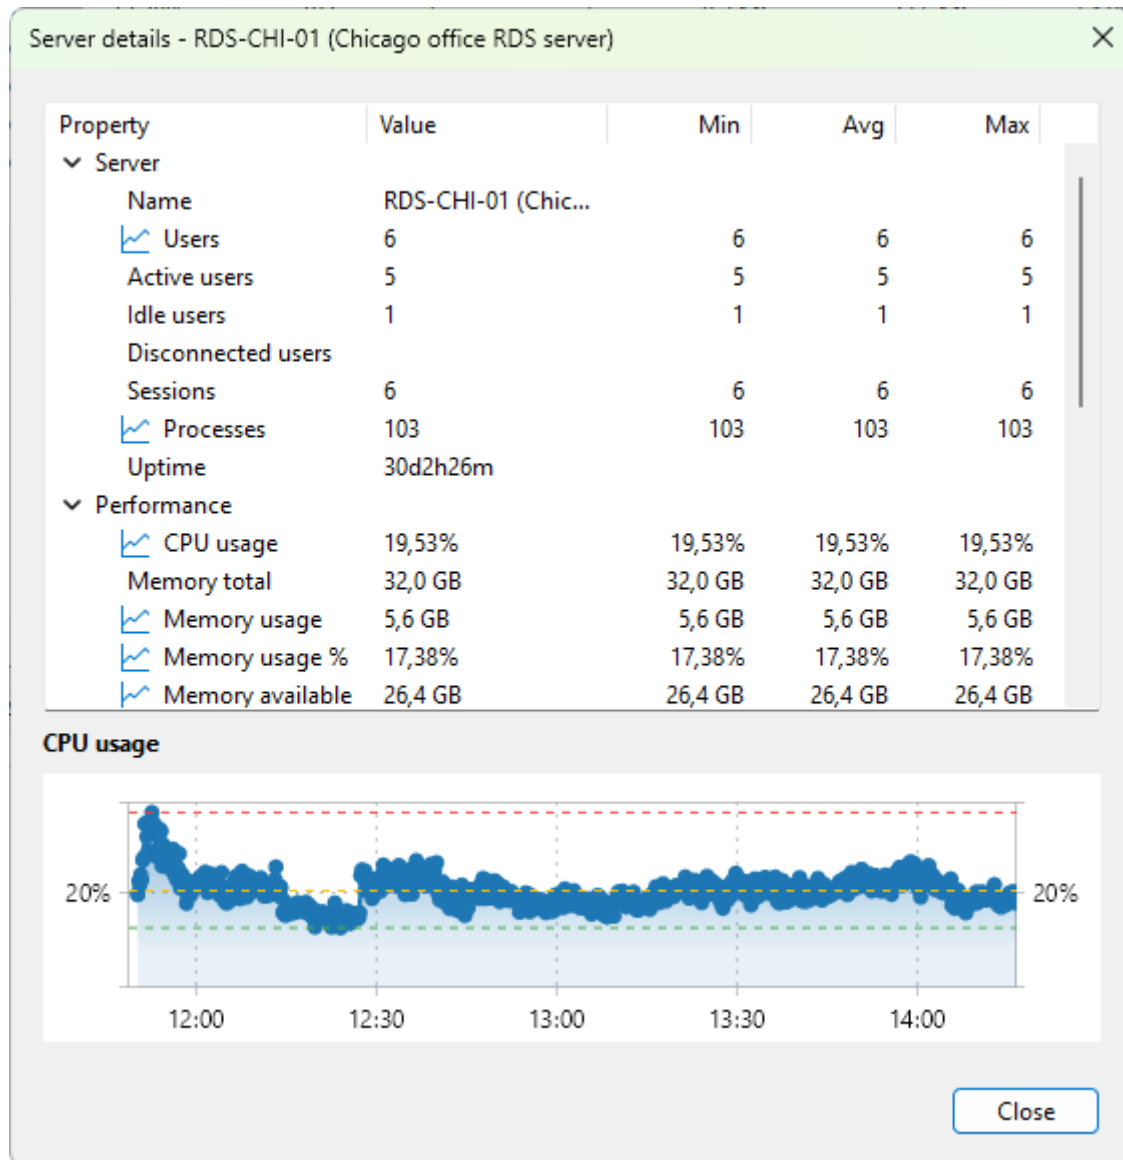 Server details - RDS-CHI-01 (Chicago office RDS server)
Property Value Min Avg Max
Server
Name RDS-CHI-01 (Chic...
Users 6 6 6 6
Active users 5 5 5 5
Idle users 1 1 1 1
Disconnected users
Sessions 6 6 6 6
Processes 103 103 103 103
Uptime 30d2h26m
Performance
CPU usage 19,53% 19,53% 19,53% 19,53%
Memory total 32,0 GB 32,0 GB 32,0 GB 32,0 GB
Memory usage 5,6 GB 5,6 GB 5,6 GB 5,6 GB
Memory usage % 17,38% 17,38% 17,38% 17,38%
Memory available 26,4 GB 26,4 GB 26,4 GB 26,4 GB
CPU usage
20% 20%
12:00 12:30 13:00 13:30 14:00
Close